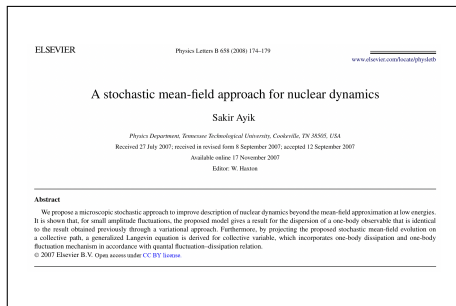 ELSEVIER
Physics Letters B 658 (2008) 174–179
www.elsevier.com/locate/physletb
A stochastic mean-field approach for nuclear dynamics
Sakir Ayik
Physics Department, Tennessee Technological University, Cookeville, TN 38505, USA
Received 27 July 2007; received in revised form 8 September 2007; accepted 12 September 2007
Available online 17 November 2007
Editor: W. Haxton
Abstract
We propose a microscopic stochastic approach to improve description of nuclear dynamics beyond the mean-field approximation at low energies.
It is shown that, for small amplitude fluctuations, the proposed model gives a result for the dispersion of a one-body observable that is identical
to the result obtained previously through a variational approach. Furthermore, by projecting the proposed stochastic mean-field evolution on
a collective path, a generalized Langevin equation is derived for collective variable, which incorporates one-body dissipation and one-body
fluctuation mechanism in accordance with quantal fluctuation–dissipation relation.
© 2007 Elsevier B.V. Open access under CC BY license.